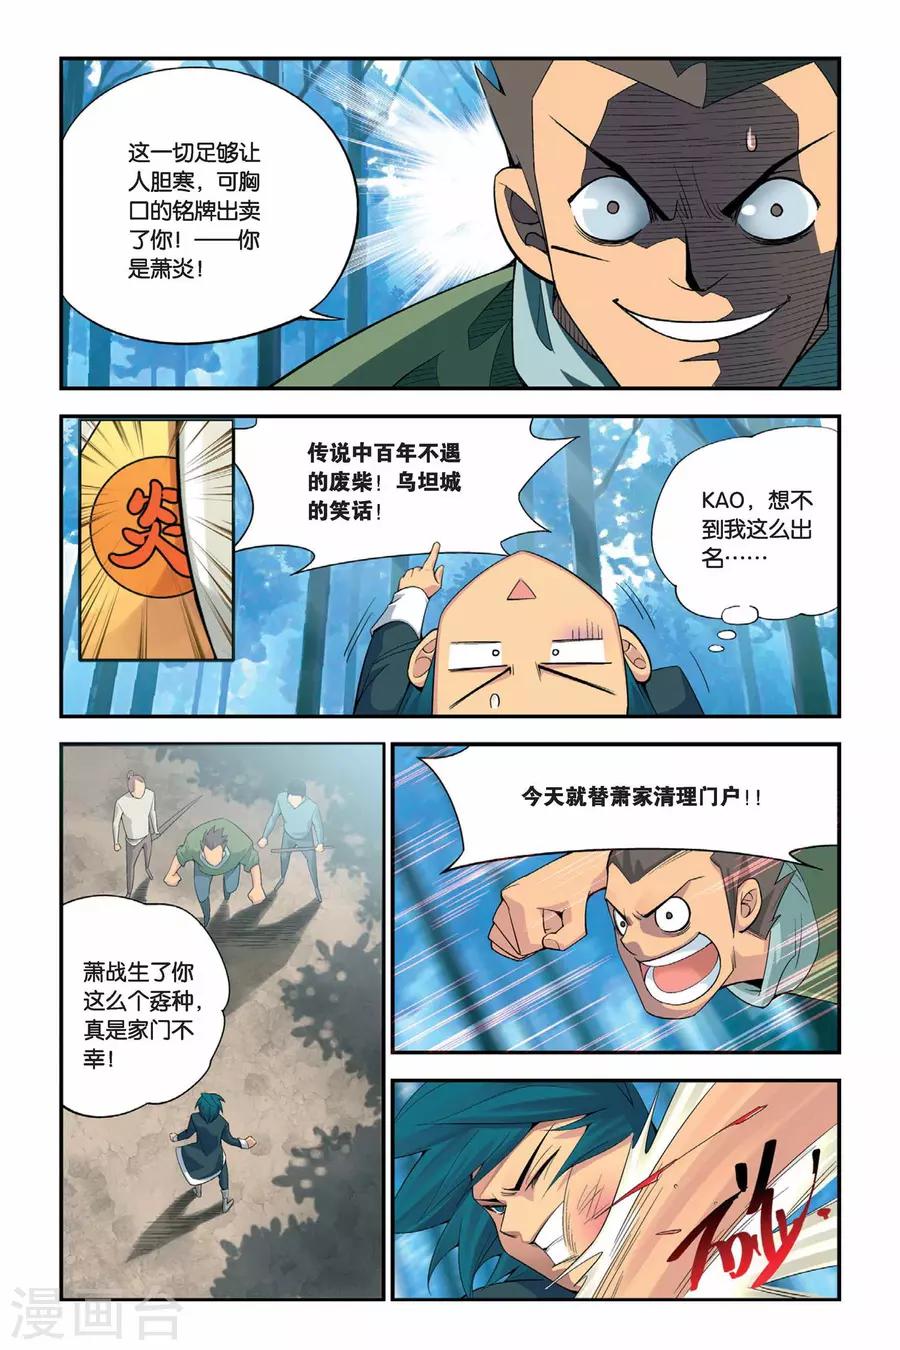 这一切足够让
人胆寒，可胸
口的铭牌出卖
了你！——你
是萧炎！
炎
传说中百年不遇
的废柴！乌坦城
的笑话！
KAO，想不
到我这么出
名……
萧战生了你
这么个孬种，
真是家门不
幸！
今天就替萧家清理门户!!
砂
漫画台